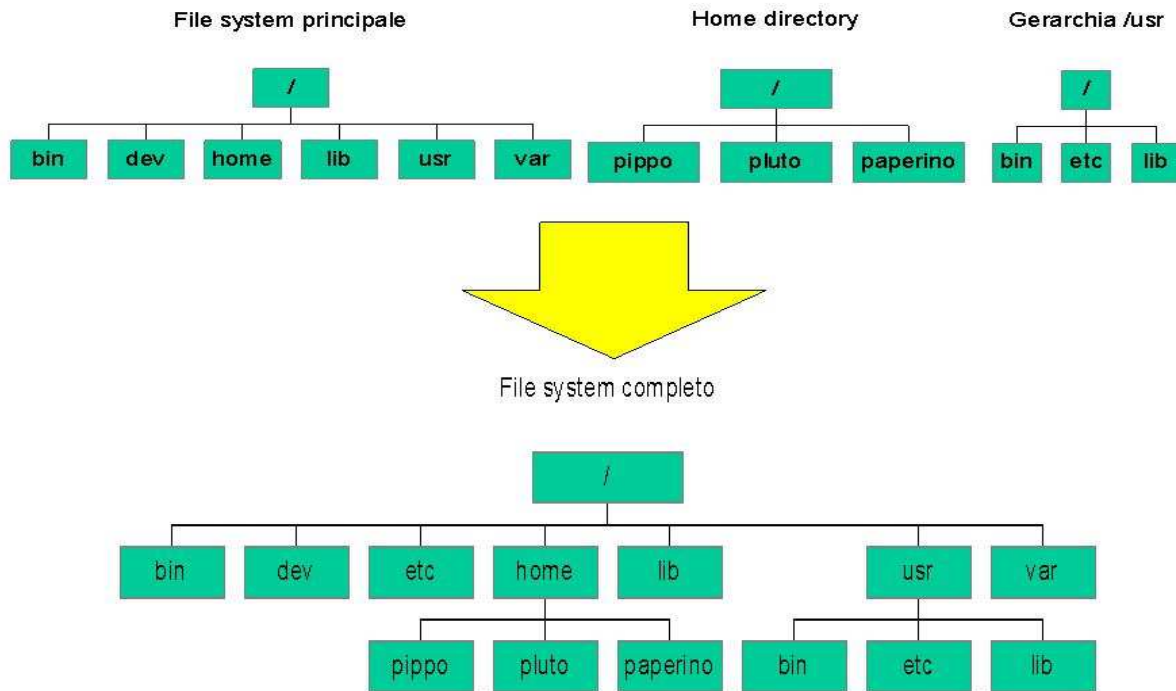 File system principale Home directory Gerarchia /usr
/ / /
bin dev home lib usr var pippo pluto paperino bin etc lib
File system completo
/
bin dev etc home lib usr var
pippo pluto paperino bin etc lib